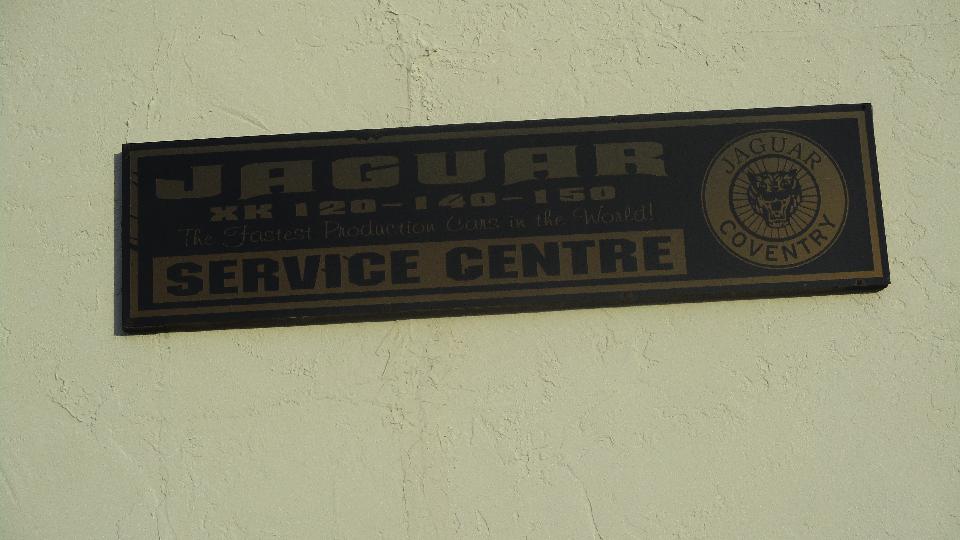 JAGUAR
XK 120-140-150
The Fastest Production Cars in the World!
SERVICE CENTRE
JAGUAR
COVENTRY